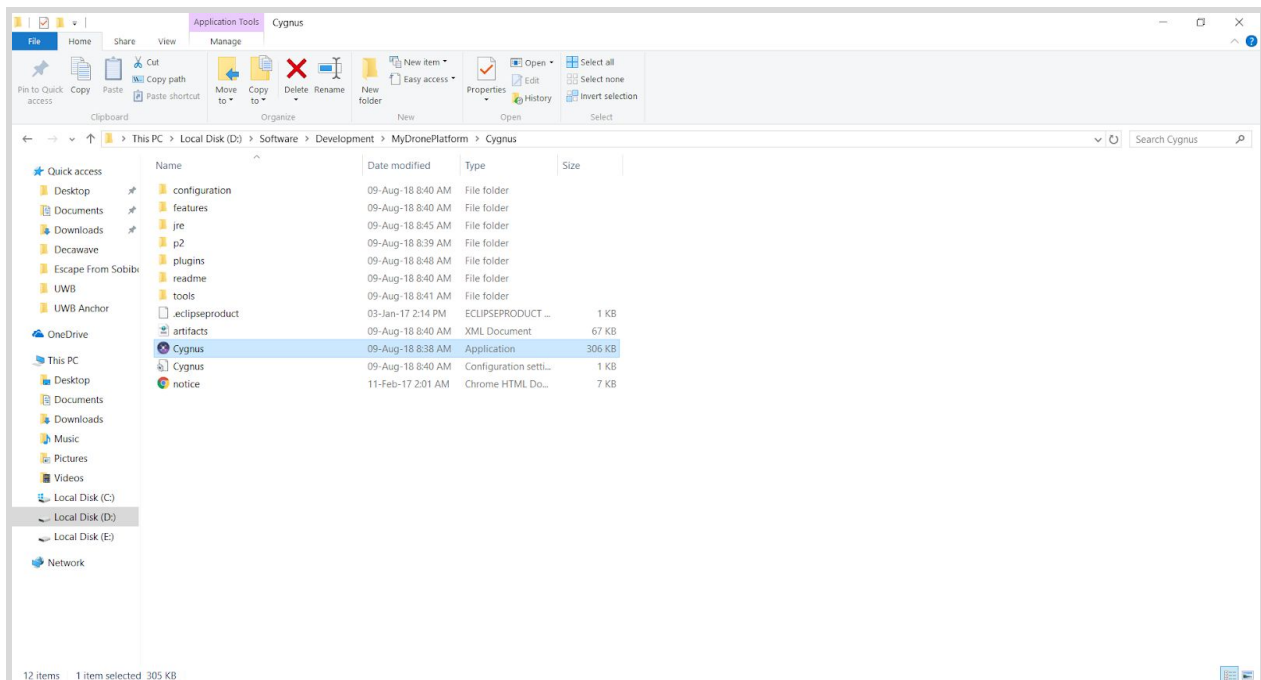 Application Tools Cygnus
File Home Share View Manage
Pin to Quick access
Copy
Paste
Cut
Copy path
Paste shortcut
Clipboard
Move to
Copy to
Delete
Rename
Organize
New folder
New item
Easy access
New
Properties
Open
Edit
History
Open
Select all
Select none
Invert selection
Select
This PC > Local Disk (D:) > Software > Development > MyDronePlatform > Cygnus
Search Cygnus
Quick access
Desktop
Documents
Downloads
Decawave
Escape From Sobib
UWB
UWB Anchor
OneDrive
This PC
Desktop
Documents
Downloads
Music
Pictures
Videos
Local Disk (C:)
Local Disk (D:)
Local Disk (E:)
Network
Name Date modified Type Size
configuration 09-Aug-18 8:40 AM File folder
features 09-Aug-18 8:40 AM File folder
jre 09-Aug-18 8:45 AM File folder
p2 09-Aug-18 8:39 AM File folder
plugins 09-Aug-18 8:48 AM File folder
readme 09-Aug-18 8:40 AM File folder
tools 09-Aug-18 8:41 AM File folder
.eclipseproduct 03-Jan-17 2:14 PM ECLIPSEPRODUCT ... 1 KB
artifacts 09-Aug-18 8:40 AM XML Document 67 KB
Cygnus 09-Aug-18 8:38 AM Application 306 KB
Cygnus 09-Aug-18 8:40 AM Configuration setti... 1 KB
notice 11-Feb-17 2:01 AM Chrome HTML Do... 7 KB
12 items 1 item selected 305 KB